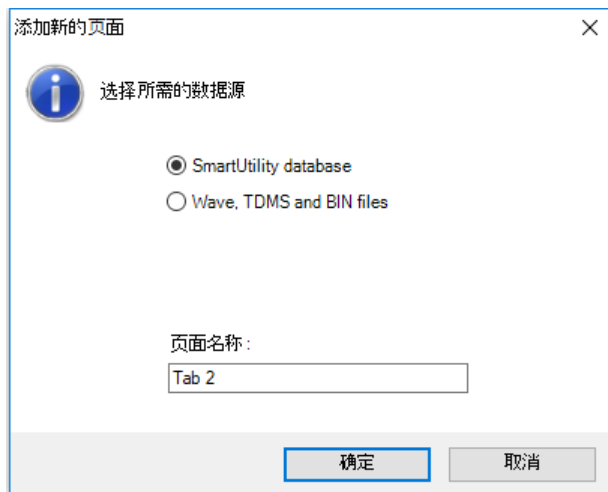 添加新的页面
选择所需的数据源
SmartUtility database
Wave, TDMS and BIN files
页面名称:
Tab 2
确定 取消